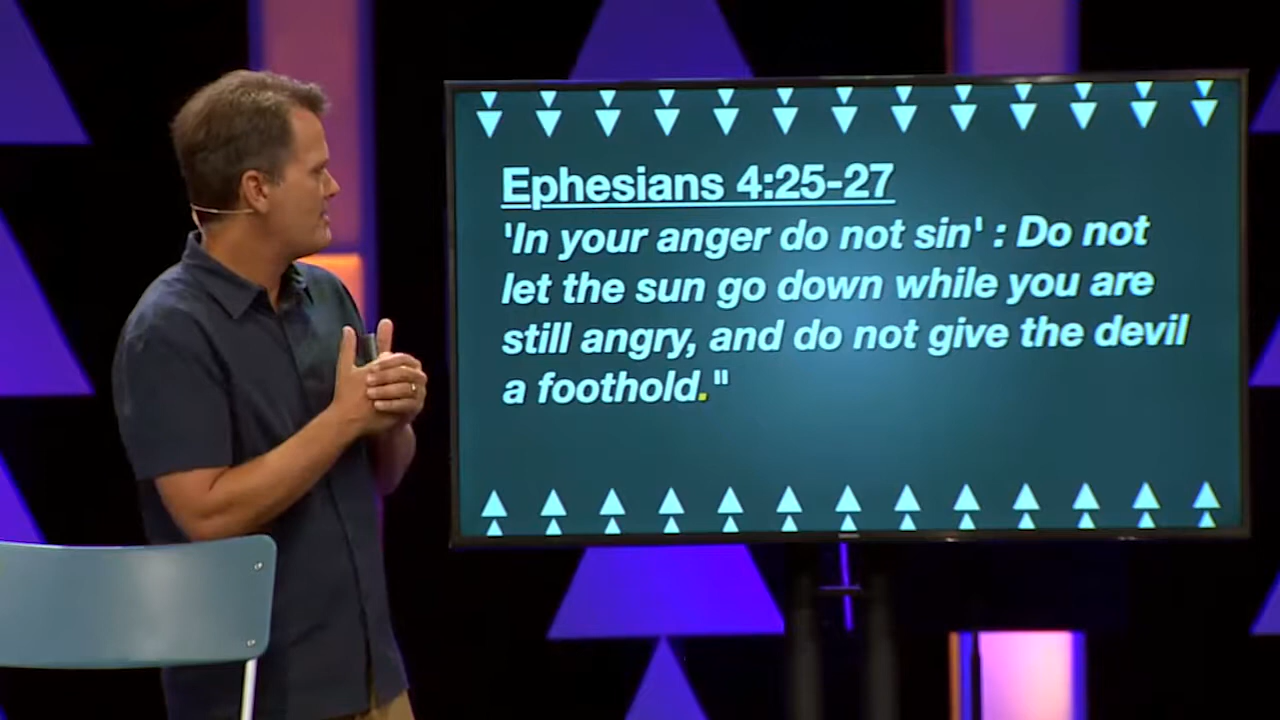 Ephesians 4:25-27
'In your anger do not sin' : Do not
let the sun go down while you are
still angry, and do not give the devil
a foothold."